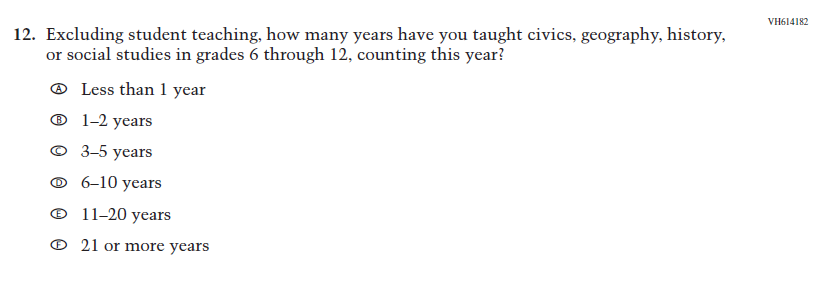 VH614182
12. Excluding student teaching, how many years have you taught civics, geography, history,
or social studies in grades 6 through 12, counting this year?
Ⓐ Less than 1 year
Ⓑ 1–2 years
Ⓒ 3–5 years
Ⓓ 6–10 years
Ⓔ 11–20 years
Ⓕ 21 or more years